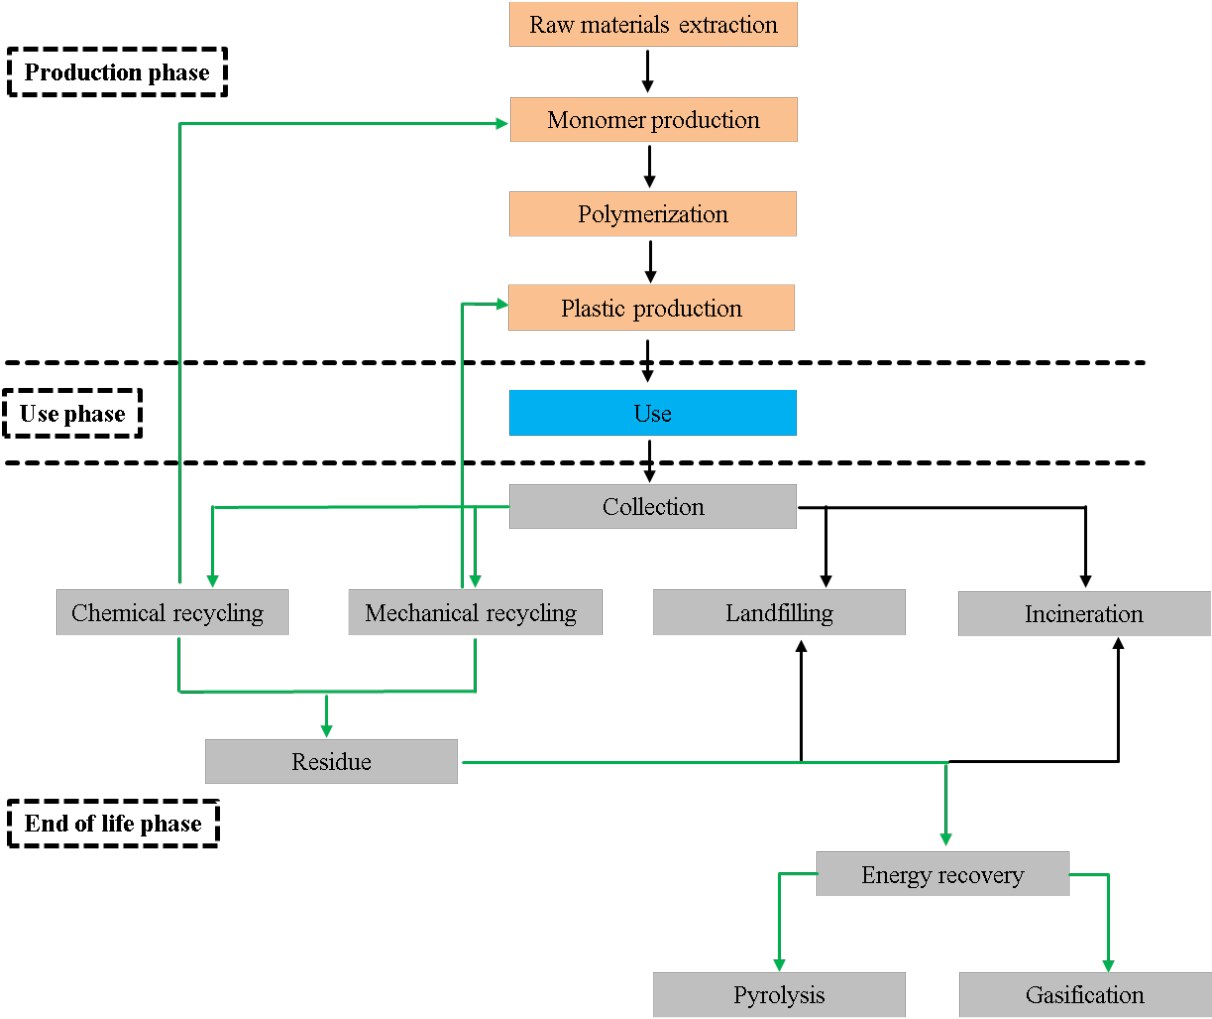 Raw materials extraction
Production phase
Monomer production
Polymerization
Plastic production
Use phase
Use
Collection
Chemical recycling
Mechanical recycling
Landfilling
Incineration
Residue
End of life phase
Energy recovery
Pyrolysis
Gasification